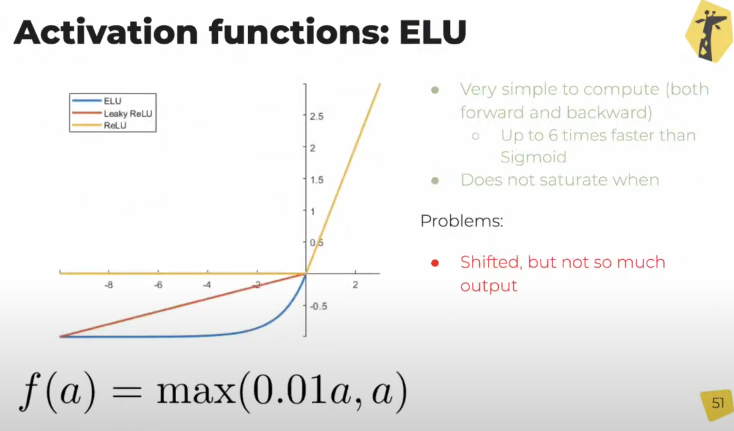 Activation functions: ELU
ELU
Leaky ReLU
ReLU
2.5
2
1.5
1
0.5
-8 -6 -4 -2 2
-0.5
● Very simple to compute (both
forward and backward)
○ Up to 6 times faster than
Sigmoid
● Does not saturate when
Problems:
● Shifted, but not so much
output
f(a) = max(0.01a, a)
51